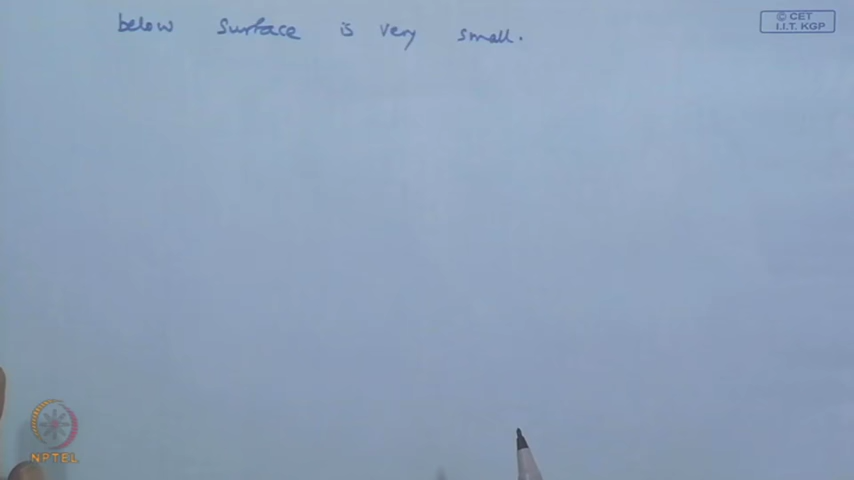 below surface is very small.
© CET
I.I.T. KGP
NPTEL